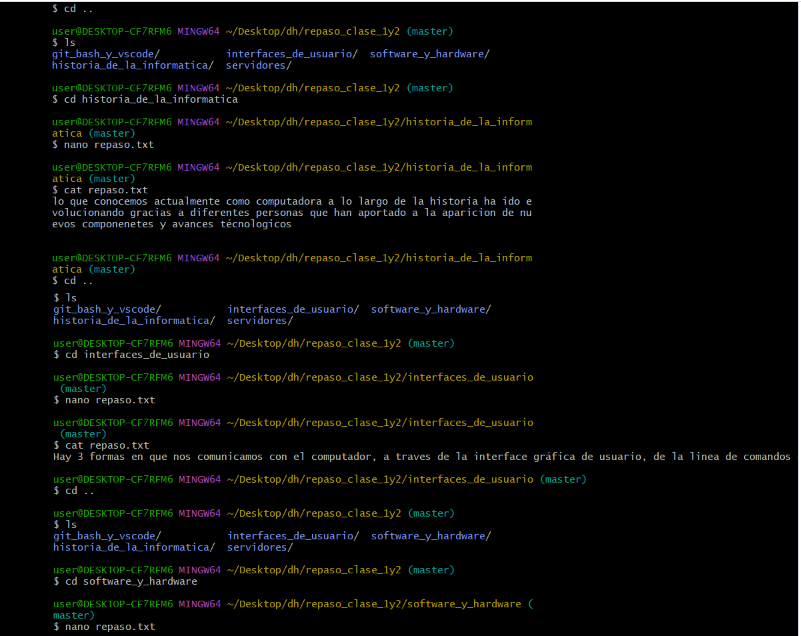 $ cd ..
user@DESKTOP-CF7RFM6 MINGW64 ~/Desktop/dh/repaso_clase_1y2 (master)
$ ls
git_bash_y_vscode/ interfaces_de_usuario/ software_y_hardware/
historia_de_la_informatica/ servidores/
user@DESKTOP-CF7RFM6 MINGW64 ~/Desktop/dh/repaso_clase_1y2 (master)
$ cd historia_de_la_informatica
user@DESKTOP-CF7RFM6 MINGW64 ~/Desktop/dh/repaso_clase_1y2/historia_de_la_inform
atica (master)
$ nano repaso.txt
user@DESKTOP-CF7RFM6 MINGW64 ~/Desktop/dh/repaso_clase_1y2/historia_de_la_inform
atica (master)
$ cat repaso.txt
lo que conocemos actualmente como computadora a lo largo de la historia ha ido e
volucionando gracias a diferentes personas que han aportado a la aparicion de nu
evos componenetes y avances técnologicos
user@DESKTOP-CF7RFM6 MINGW64 ~/Desktop/dh/repaso_clase_1y2/historia_de_la_inform
atica (master)
$ cd ..
$ ls
git_bash_y_vscode/ interfaces_de_usuario/ software_y_hardware/
historia_de_la_informatica/ servidores/
user@DESKTOP-CF7RFM6 MINGW64 ~/Desktop/dh/repaso_clase_1y2 (master)
$ cd interfaces_de_usuario
user@DESKTOP-CF7RFM6 MINGW64 ~/Desktop/dh/repaso_clase_1y2/interfaces_de_usuario
(master)
$ nano repaso.txt
user@DESKTOP-CF7RFM6 MINGW64 ~/Desktop/dh/repaso_clase_1y2/interfaces_de_usuario
(master)
$ cat repaso.txt
Hay 3 formas en que nos comunicamos con el computador, a traves de la interface gráfica de usuario, de la linea de comandos
user@DESKTOP-CF7RFM6 MINGW64 ~/Desktop/dh/repaso_clase_1y2/interfaces_de_usuario (master)
$ cd ..
user@DESKTOP-CF7RFM6 MINGW64 ~/Desktop/dh/repaso_clase_1y2 (master)
$ ls
git_bash_y_vscode/ interfaces_de_usuario/ software_y_hardware/
historia_de_la_informatica/ servidores/
user@DESKTOP-CF7RFM6 MINGW64 ~/Desktop/dh/repaso_clase_1y2 (master)
$ cd software_y_hardware
user@DESKTOP-CF7RFM6 MINGW64 ~/Desktop/dh/repaso_clase_1y2/software_y_hardware (
master)
$ nano repaso.txt